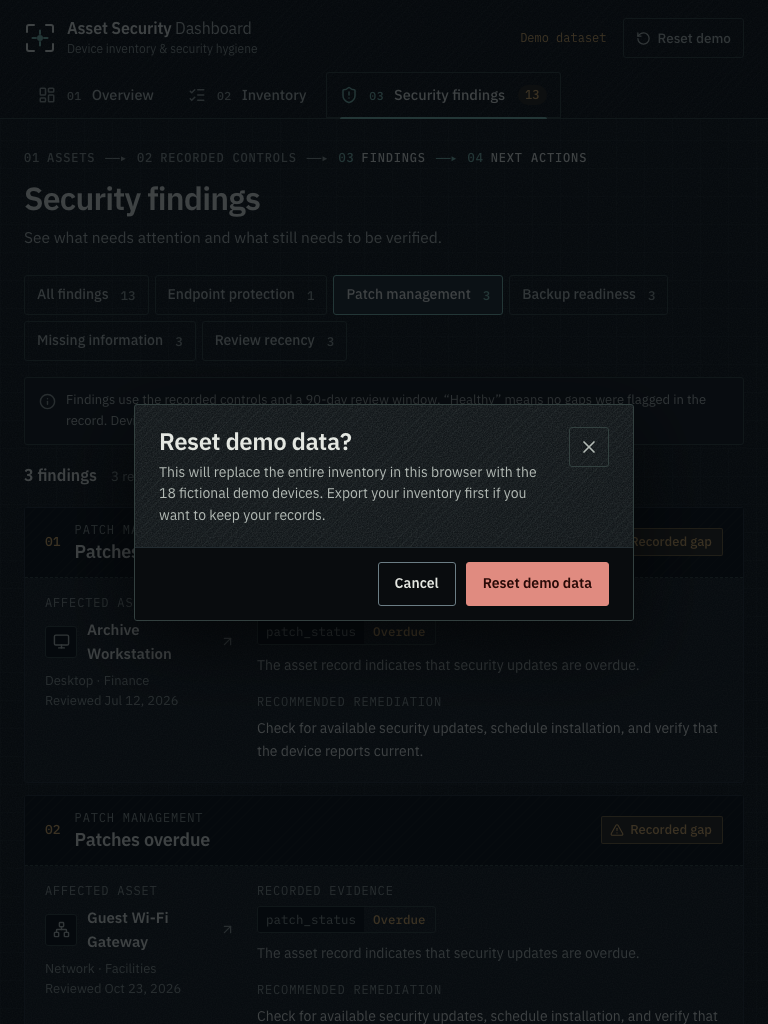 Asset Security Dashboard
Device inventory & security hygiene
Demo dataset
Reset demo
01 Overview
02 Inventory
03 Security findings 13
01 ASSETS
02 RECORDED CONTROLS
03 FINDINGS
04 NEXT ACTIONS
Security findings
See what needs attention and what still needs to be verified.
All findings 13
Endpoint protection 1
Patch management 3
Backup readiness 3
Missing information 3
Review recency 3
Findings use the recorded controls and a 90-day review window. “Healthy” means no gaps were flagged in the
record.
3 findings
Reset demo data?
This will replace the entire inventory in this browser with the
18 fictional demo devices. Export your inventory first if you
want to keep your records.
Cancel
Reset demo data
01
Patches
Recorded gap
Archive
Workstation
Desktop · Finance
Reviewed Jul 12, 2026
patch_status Overdue
The asset record indicates that security updates are overdue.
RECOMMENDED REMEDIATION
Check for available security updates, schedule installation, and verify that
the device reports current.
02
PATCH MANAGEMENT
Patches overdue
Recorded gap
AFFECTED ASSET
Guest Wi-Fi
Gateway
Network · Facilities
Reviewed Oct 23, 2026
RECORDED EVIDENCE
patch_status Overdue
The asset record indicates that security updates are overdue.
RECOMMENDED REMEDIATION
Check for available security updates, schedule installation, and verify that